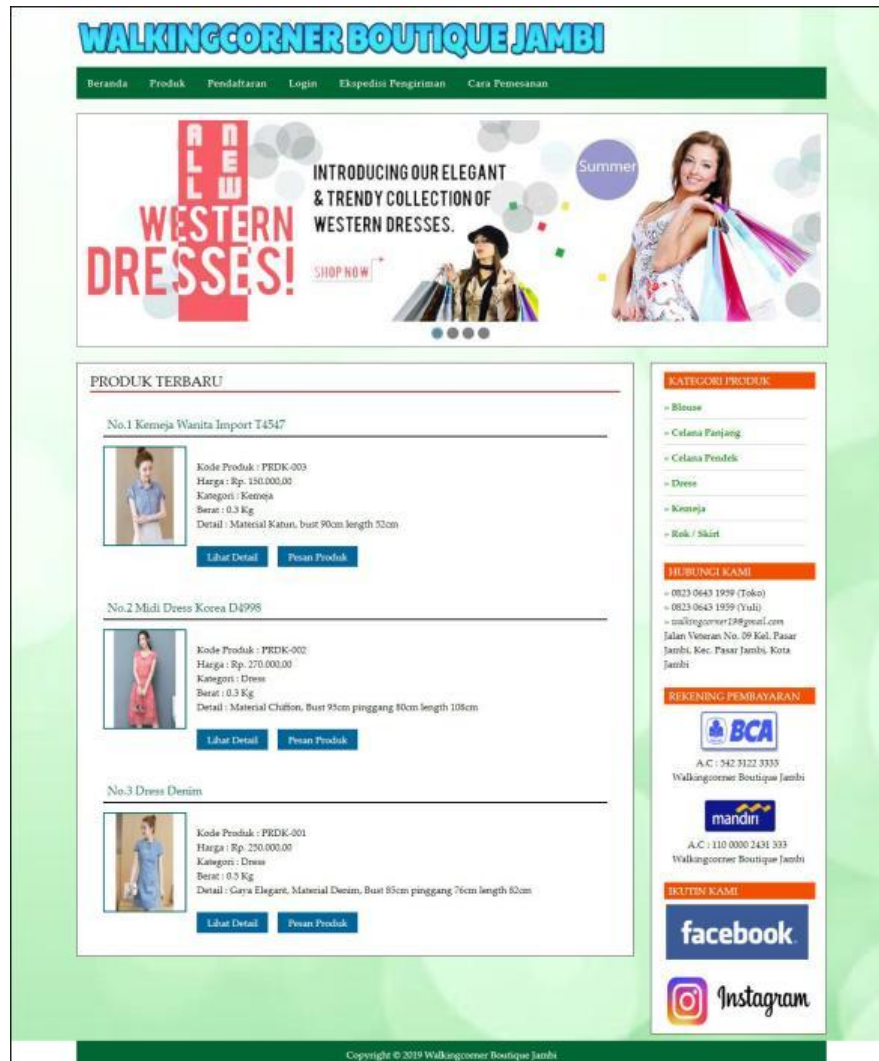 WALKINGCORNER BOUTIQUE JAMBI
Beranda Produk Pendaftaran Login Ekspedisi Pengiriman Cara Pemesanan
ALL NEW
WESTERN
DRESSES!
INTRODUCING OUR ELEGANT
& TRENDY COLLECTION OF
WESTERN DRESSES.
SHOP NOW
Summer
PRODUK TERBARU
No.1 Kemeja Wanita Import T4547
Kode Produk : PRDK-003
Harga : Rp. 150.000,00
Kategori : Kemeja
Berat : 0.3 Kg
Detail : Material Katun, bust 90cm length 52cm
Lihat Detail Pesan Produk
No.2 Midi Dress Korea D4998
Kode Produk : PRDK-002
Harga : Rp. 270.000,00
Kategori : Dress
Berat : 0.3 Kg
Detail : Material Chiffon, Bust 93cm pinggang 80cm length 108cm
Lihat Detail Pesan Produk
No.3 Dress Denim
Kode Produk : PRDK-001
Harga : Rp. 250.000,00
Kategori : Dress
Berat : 0.5 Kg
Detail : Gaya Elegant, Material Denim, Bust 83cm pinggang 76cm length 82cm
Lihat Detail Pesan Produk
KATEGORI PRODUK
» Blouse
» Celana Panjang
» Celana Pendek
» Dress
» Kemeja
» Rok / Skirt
HUBUNGI KAMI
» 0823 0643 1959 (Toko)
» 0823 0643 1959 (Yuli)
» walkingcorner19@gmail.com
Jalan Veteran No. 09 Kel. Pasar
Jambi, Kec. Pasar Jambi, Kota
Jambi
REKENING PEMBAYARAN
BCA
A.C : 542 3122 3333
Walkingcorner Boutique Jambi
mandiri
A.C : 110 0000 2431 333
Walkingcorner Boutique Jambi
IKUTIN KAMI
facebook
Instagram
Copyright © 2019 Walkingcorner Boutique Jambi